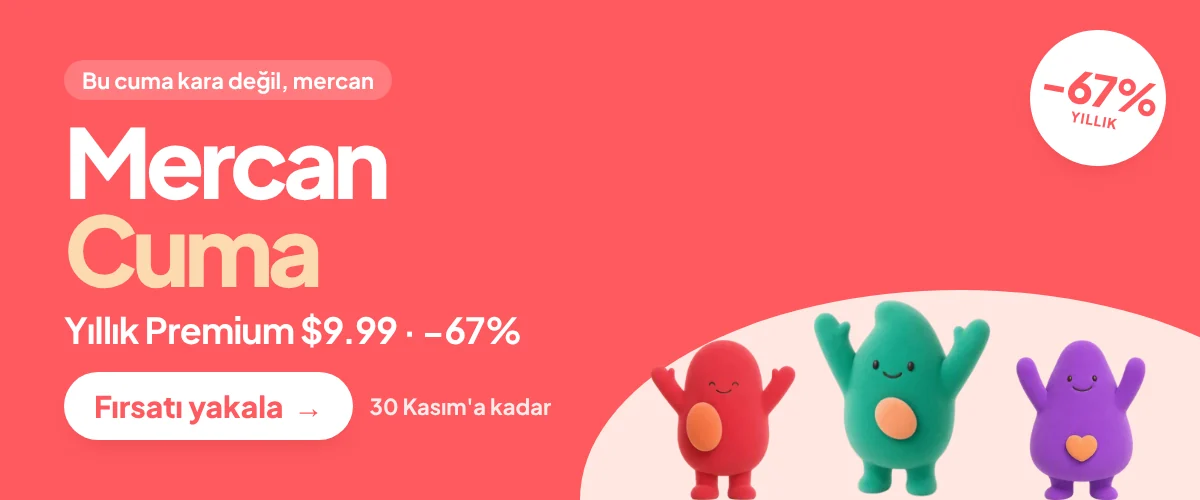 Bu cuma kara değil, mercan
Mercan
Cuma
Yıllık Premium $9.99 · −67%
Fırsatı yakala →
30 Kasım'a kadar
−67%
YILLIK